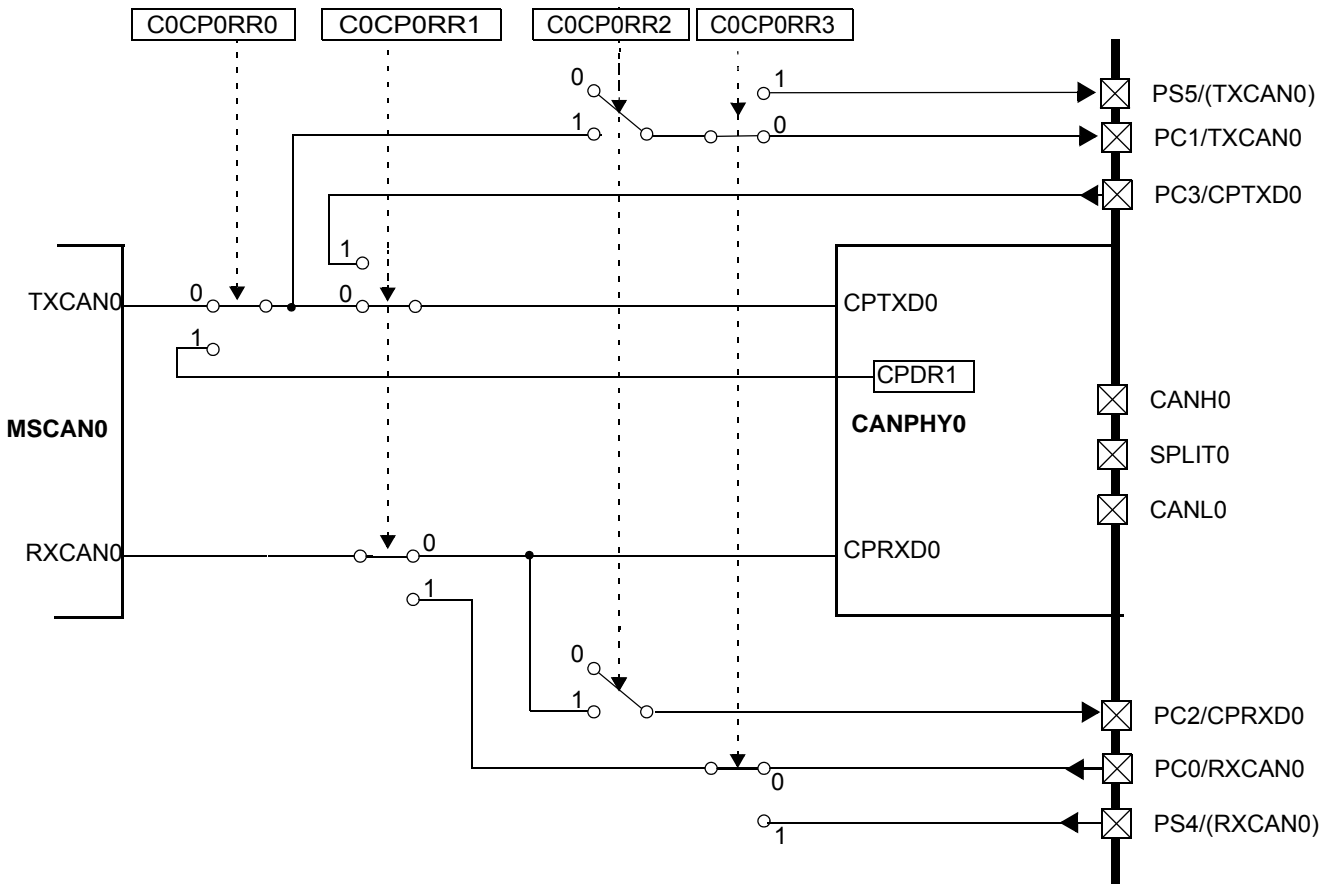 C0CP0RR0 C0CP0RR1 C0CP0RR2 C0CP0RR3
0 1
PS5/(TXCAN0)
1 0
PC1/TXCAN0
PC3/CPTXD0
1
TXCAN0 0 0 CPTXD0
1
CPDR1
MSCAN0 CANPHY0
CANH0
SPLIT0
CANL0
RXCAN0 0 CPRXD0
1
0
1 PC2/CPRXD0
PC0/RXCAN0
0
PS4/(RXCAN0)
1